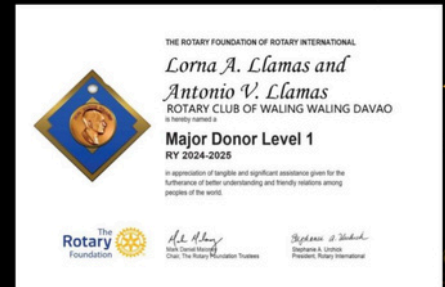 THE ROTARY FOUNDATION OF ROTARY INTERNATIONAL
Lorna A. Llamas and
Antonio V. Llamas
ROTARY CLUB OF WALING WALING DAVAO
is hereby named a
Major Donor Level 1
RY 2024-2025
in appreciation of tangible and significant assistance given for the
furtherance of better understanding and friendly relations among
peoples of the world.
The
Rotary
Foundation
Mark Daniel Maloney
Chair, The Rotary Foundation Trustees
Stephanie A. Urchick
President, Rotary International